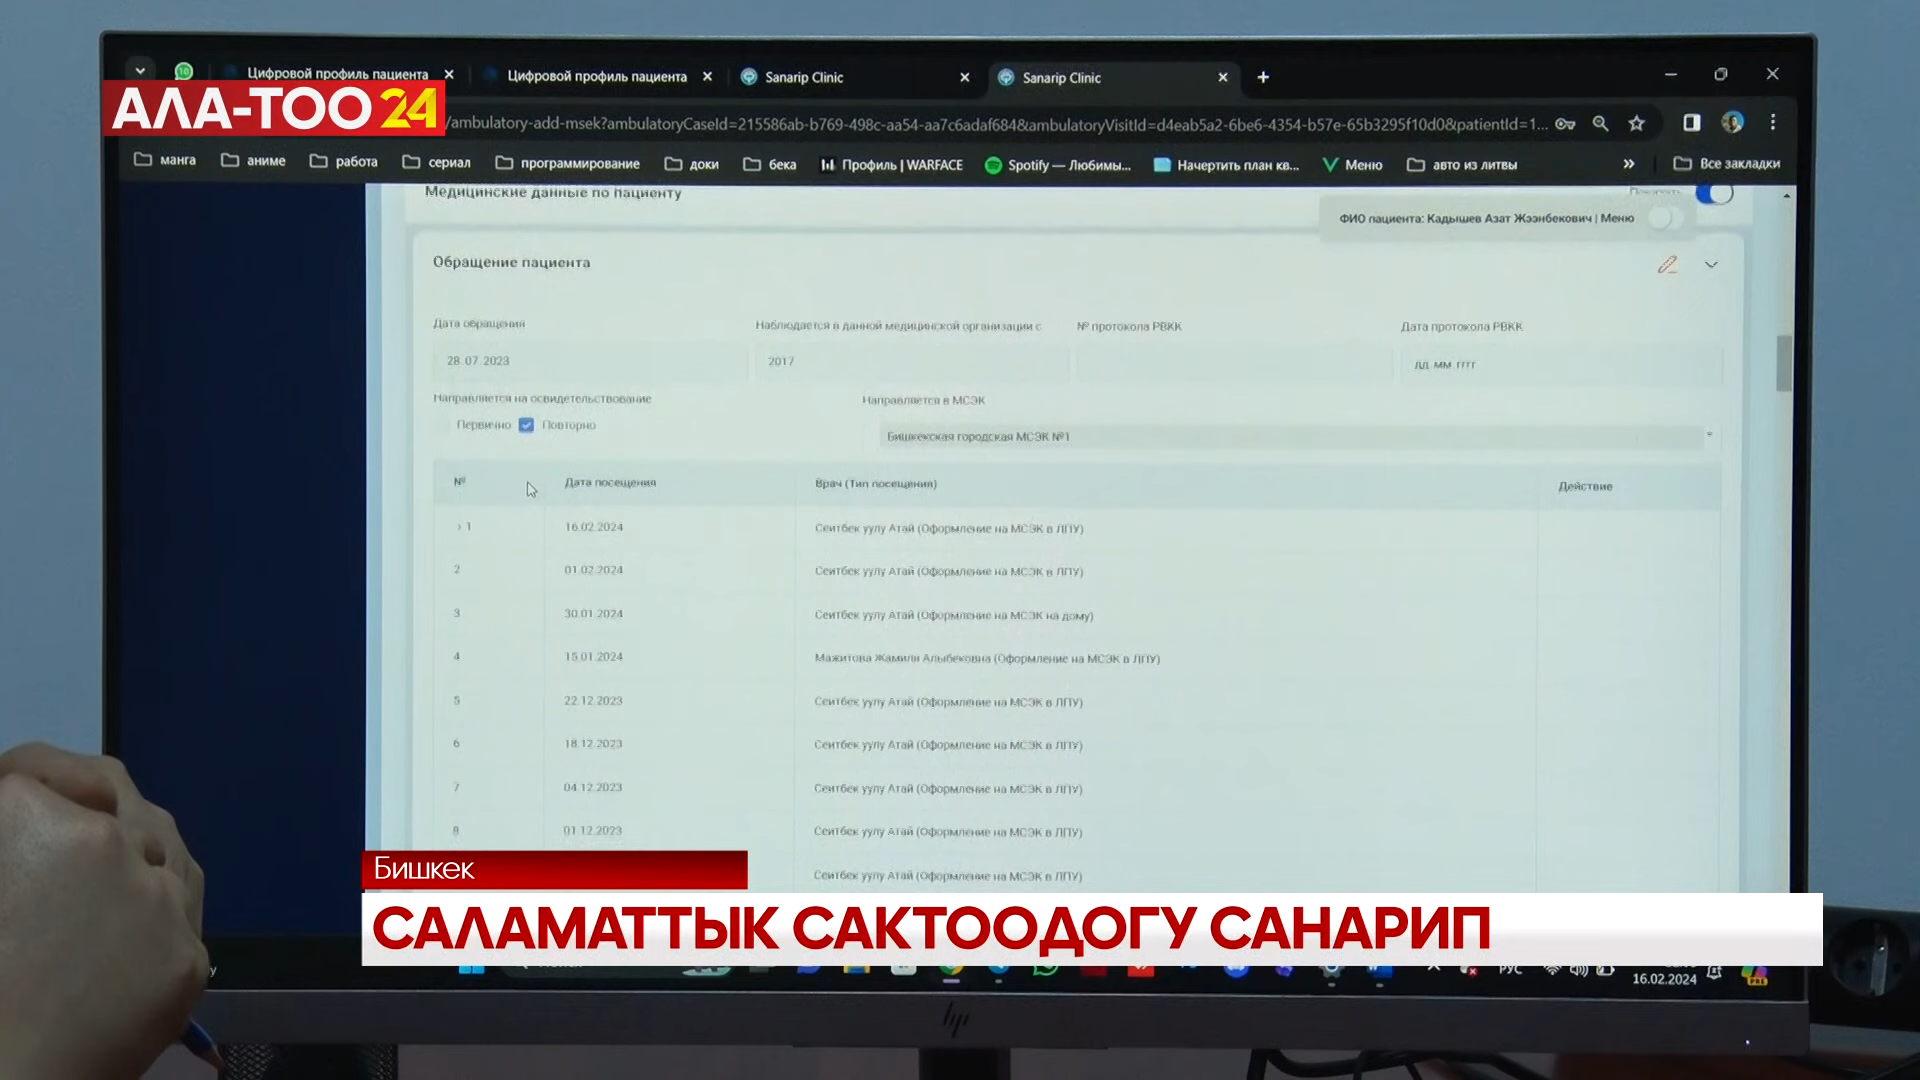 Цифровой профиль пациента
Цифровой профиль пациента
Sanarip Clinic
Sanarip Clinic
АЛА-ТОО 24
/ambulatory-add-msek?ambulatoryCaseId=215586ab-b769-498c-aa54-aa7c6adaf684&ambulatoryVisitId=d4eab5a2-6be6-4354-b57e-65b3295f10d0&patientId=1...
манга аниме работа сериал программирование доки бека Профиль | WARFACE Spotify — Любимы... Начертить план кв... Меню авто из литвы » Все закладки
Медицинские данные по пациенту
ФИО пациента: Кадышев Азат Жээнбекович | Меню
Обращение пациента
Дата обращения
Наблюдается в данной медицинской организации с
№ протокола РВКК
Дата протокола РВКК
28.07.2023
2017
дд.мм.гггг
Направляется на освидетельствование
Направляется в МСЭК
Первично Повторно
Бишкекская городская МСЭК №1
№ Дата посещения Врач (Тип посещения) Действие
1 16.02.2024 Сеитбек уулу Атай (Оформление на МСЭК в ЛПУ)
2 01.02.2024 Сеитбек уулу Атай (Оформление на МСЭК в ЛПУ)
3 30.01.2024 Сеитбек уулу Атай (Оформление на МСЭК на дому)
4 15.01.2024 Мажитова Жамиля Алыбековна (Оформление на МСЭК в ЛПУ)
5 22.12.2023 Сеитбек уулу Атай (Оформление на МСЭК в ЛПУ)
6 18.12.2023 Сеитбек уулу Атай (Оформление на МСЭК в ЛПУ)
7 04.12.2023 Сеитбек уулу Атай (Оформление на МСЭК в ЛПУ)
8 01.12.2023 Сеитбек уулу Атай (Оформление на МСЭК в ЛПУ)
Сеитбек уулу Атай (Оформление на МСЭК в ЛПУ)
Бишкек
САЛАМАТТЫК САКТООДОГУ САНАРИП
РУС
16.02.2024
hp